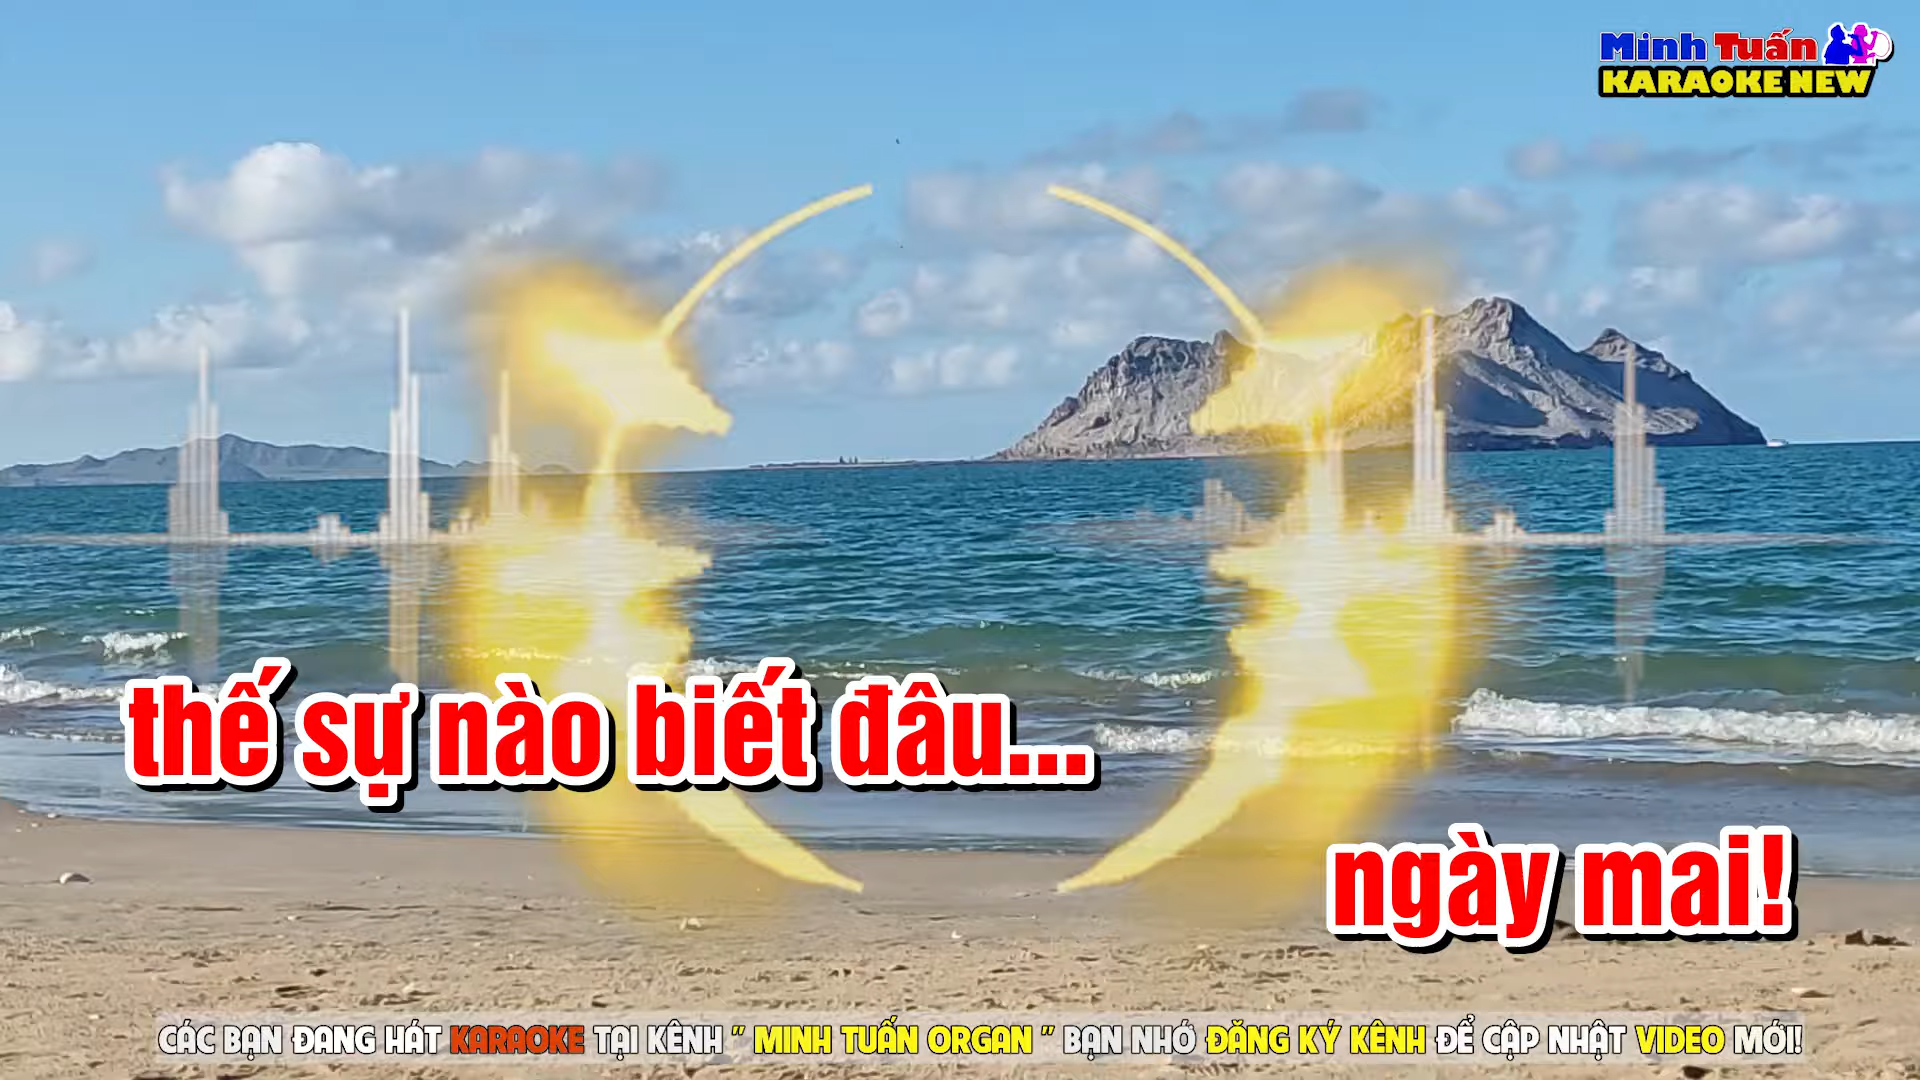 Minh Tuấn
KARAOKE NEW
thế sự nào biết đâu...
ngày mai!
CÁC BẠN ĐANG HÁT KARAOKE TẠI KÊNH " MINH TUẤN ORGAN " BẠN NHỚ ĐĂNG KÝ KÊNH ĐỂ CẬP NHẬT VIDEO MỚI!